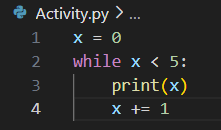 Activity.py > ...
1 x = 0
2 while x < 5:
3     print(x)
4     x += 1